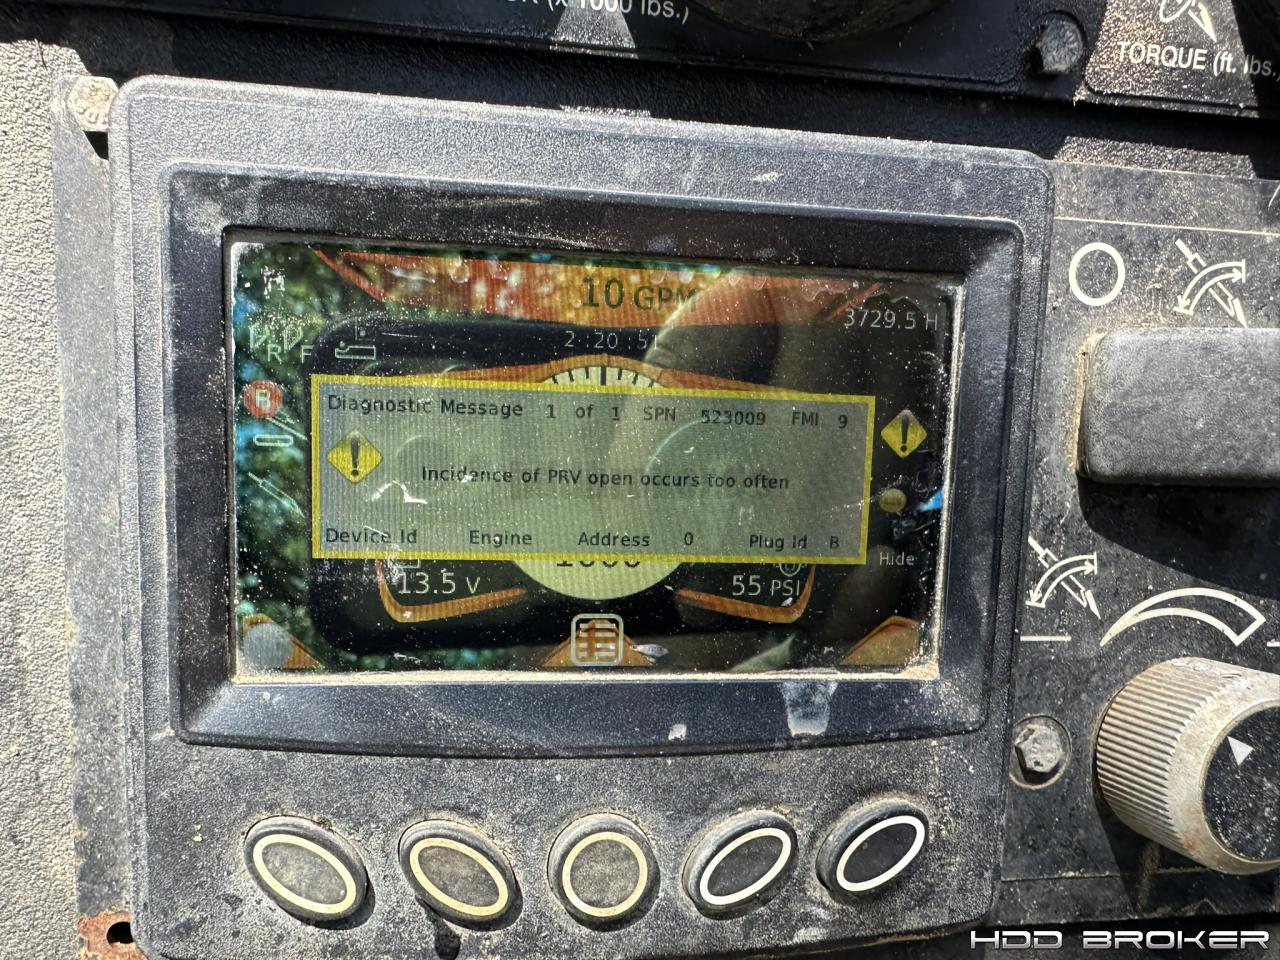 (x 1000 lbs.)
TORQUE (ft. lbs.
10 GPM
3729.5 H
R F
2 20 51
R
Diagnostic Message 1 of 1 SPN 523009 FMI 9
Incidence of PRV open occurs too often
Device Id Engine Address 0 Plug Id B
Hide
13.5 V
55 PSI
HDD BROKER